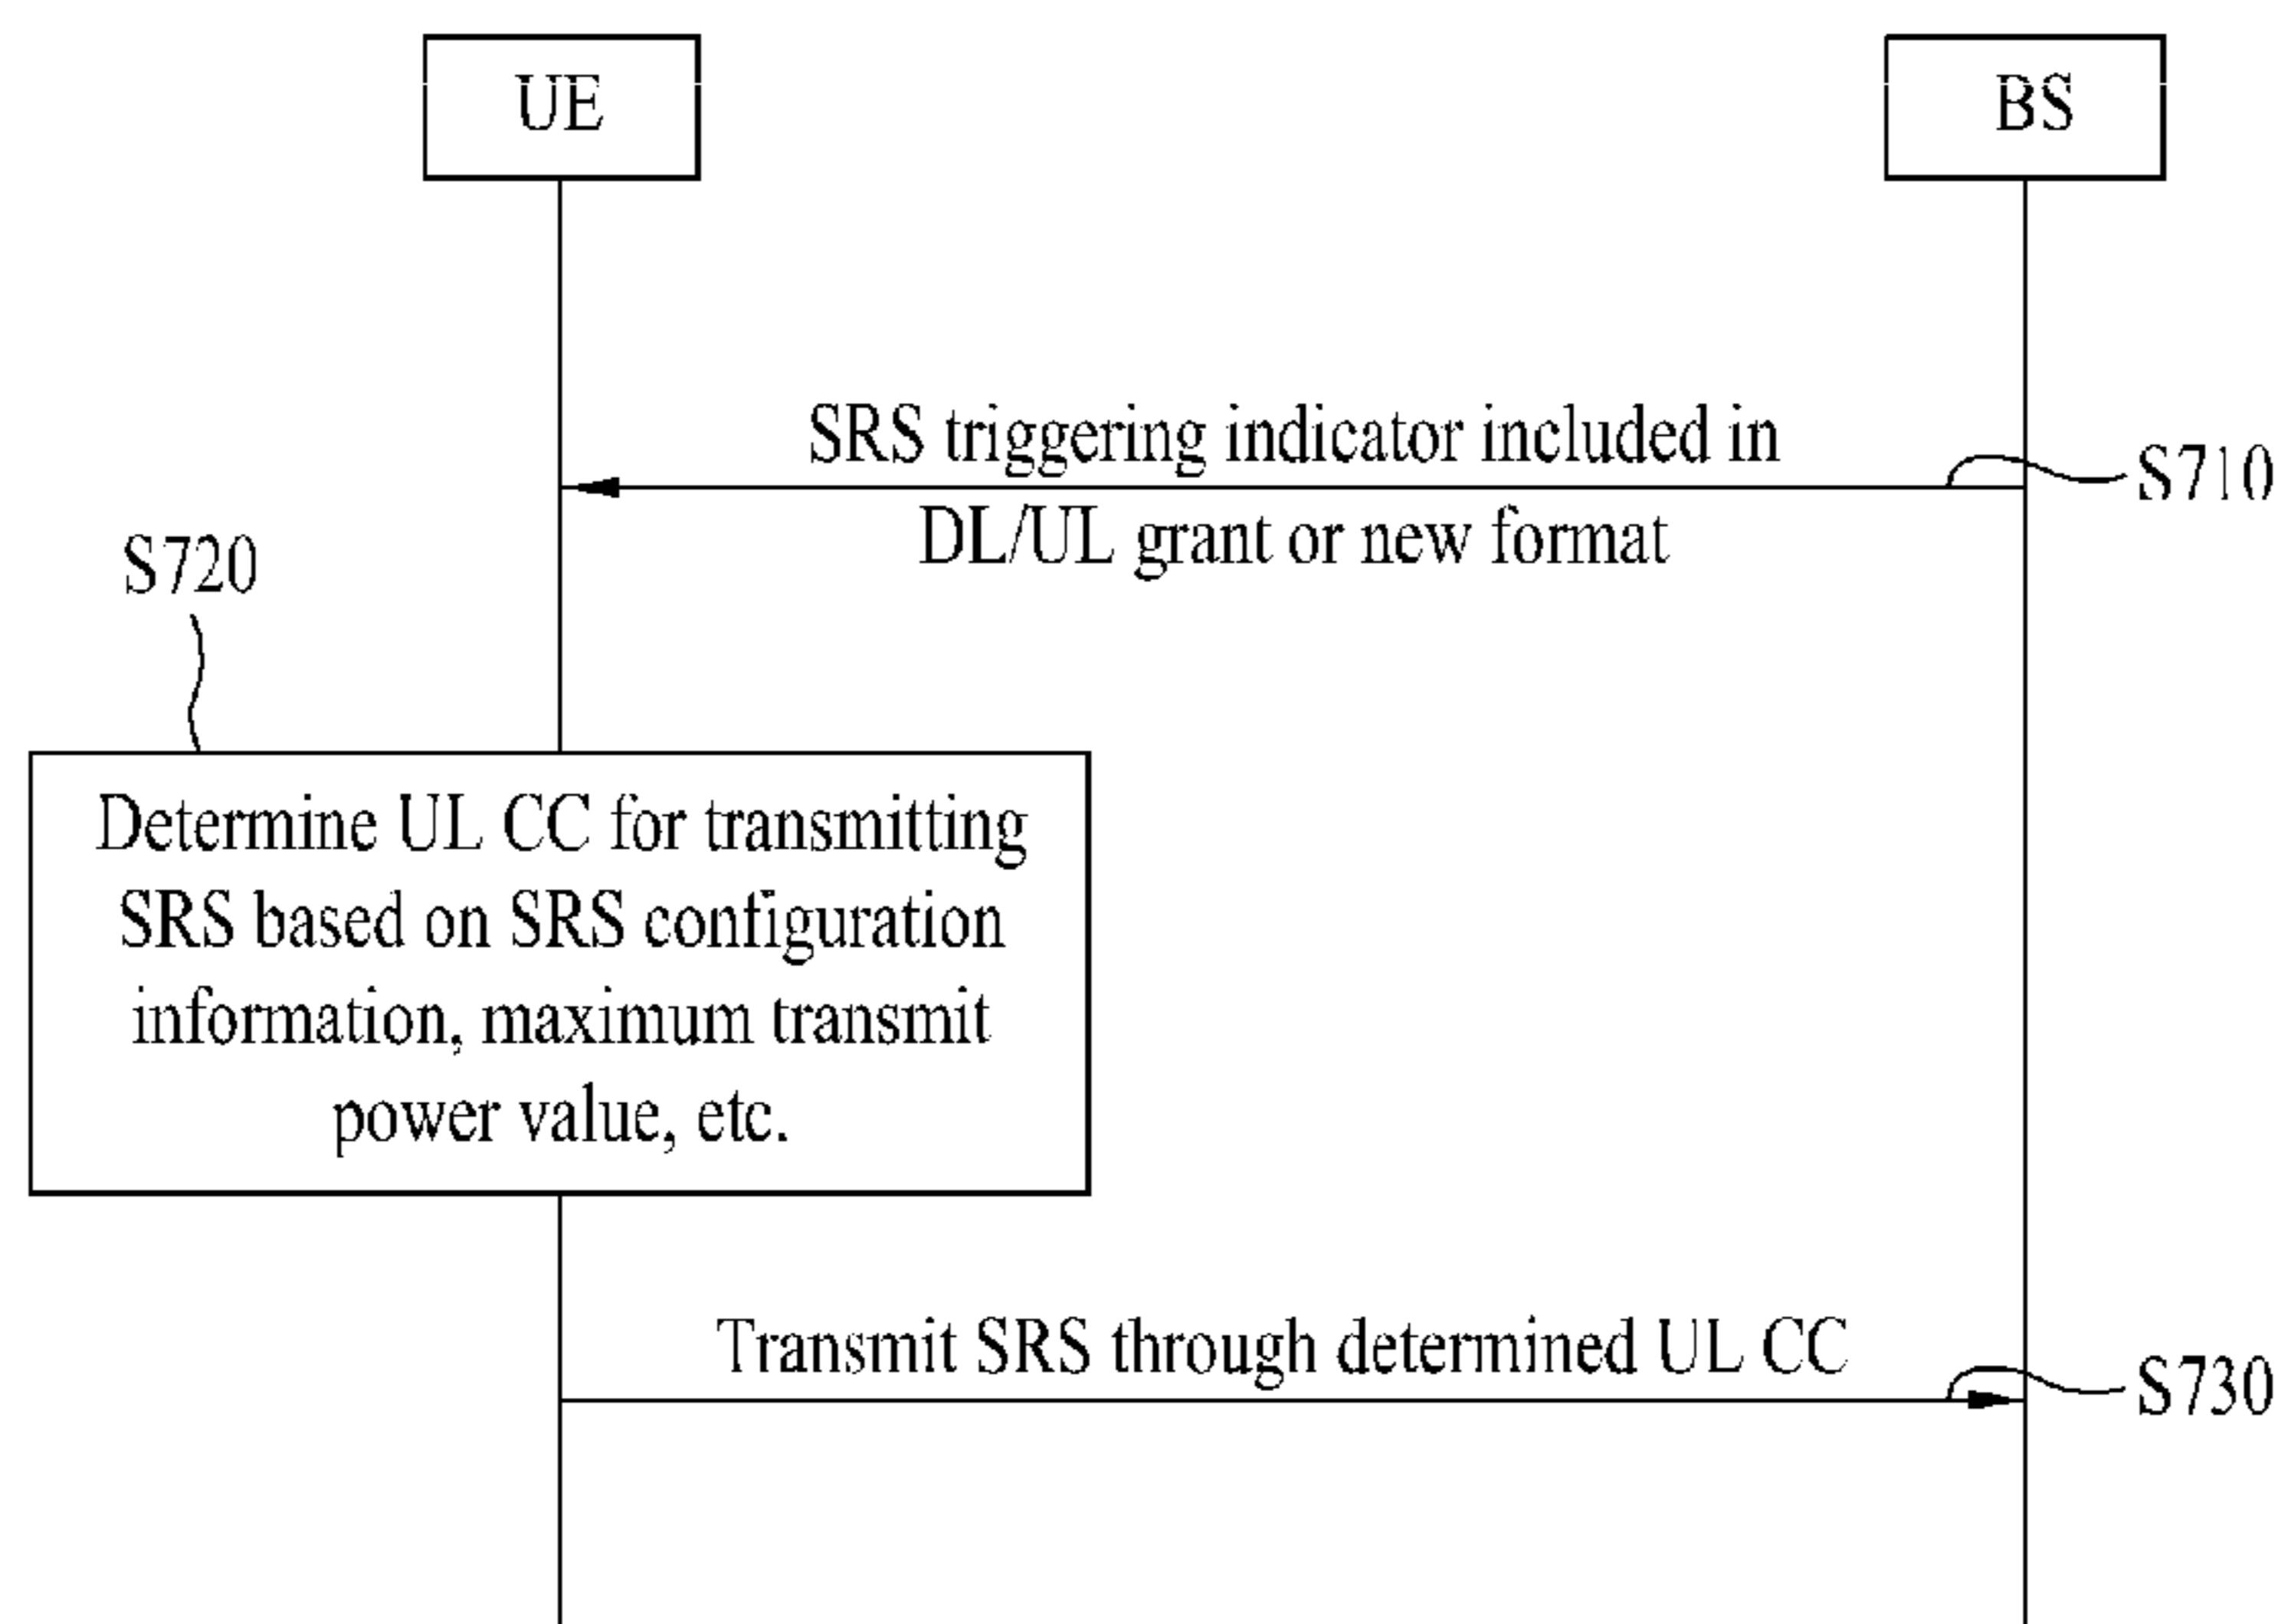 UE
BS
SRS triggering indicator included in
S710
DL/UL grant or new format
S720
Determine UL CC for transmitting
SRS based on SRS configuration
information, maximum transmit
power value, etc.
Transmit SRS through determined UL CC
S730